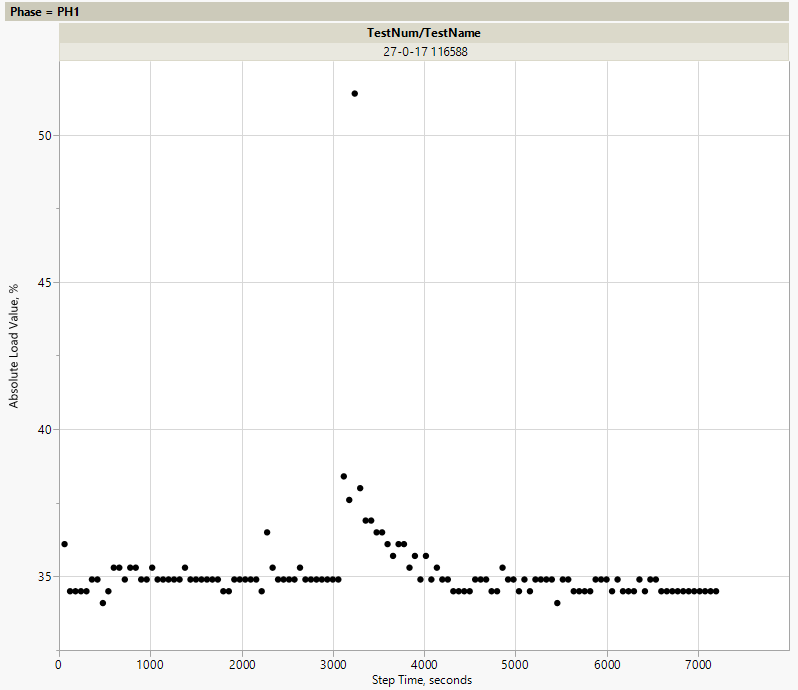 Phase = PH1
TestNum/TestName
27-0-17 116588
50
45
40
35
Absolute Load Value, %
0 1000 2000 3000 4000 5000 6000 7000
Step Time, seconds